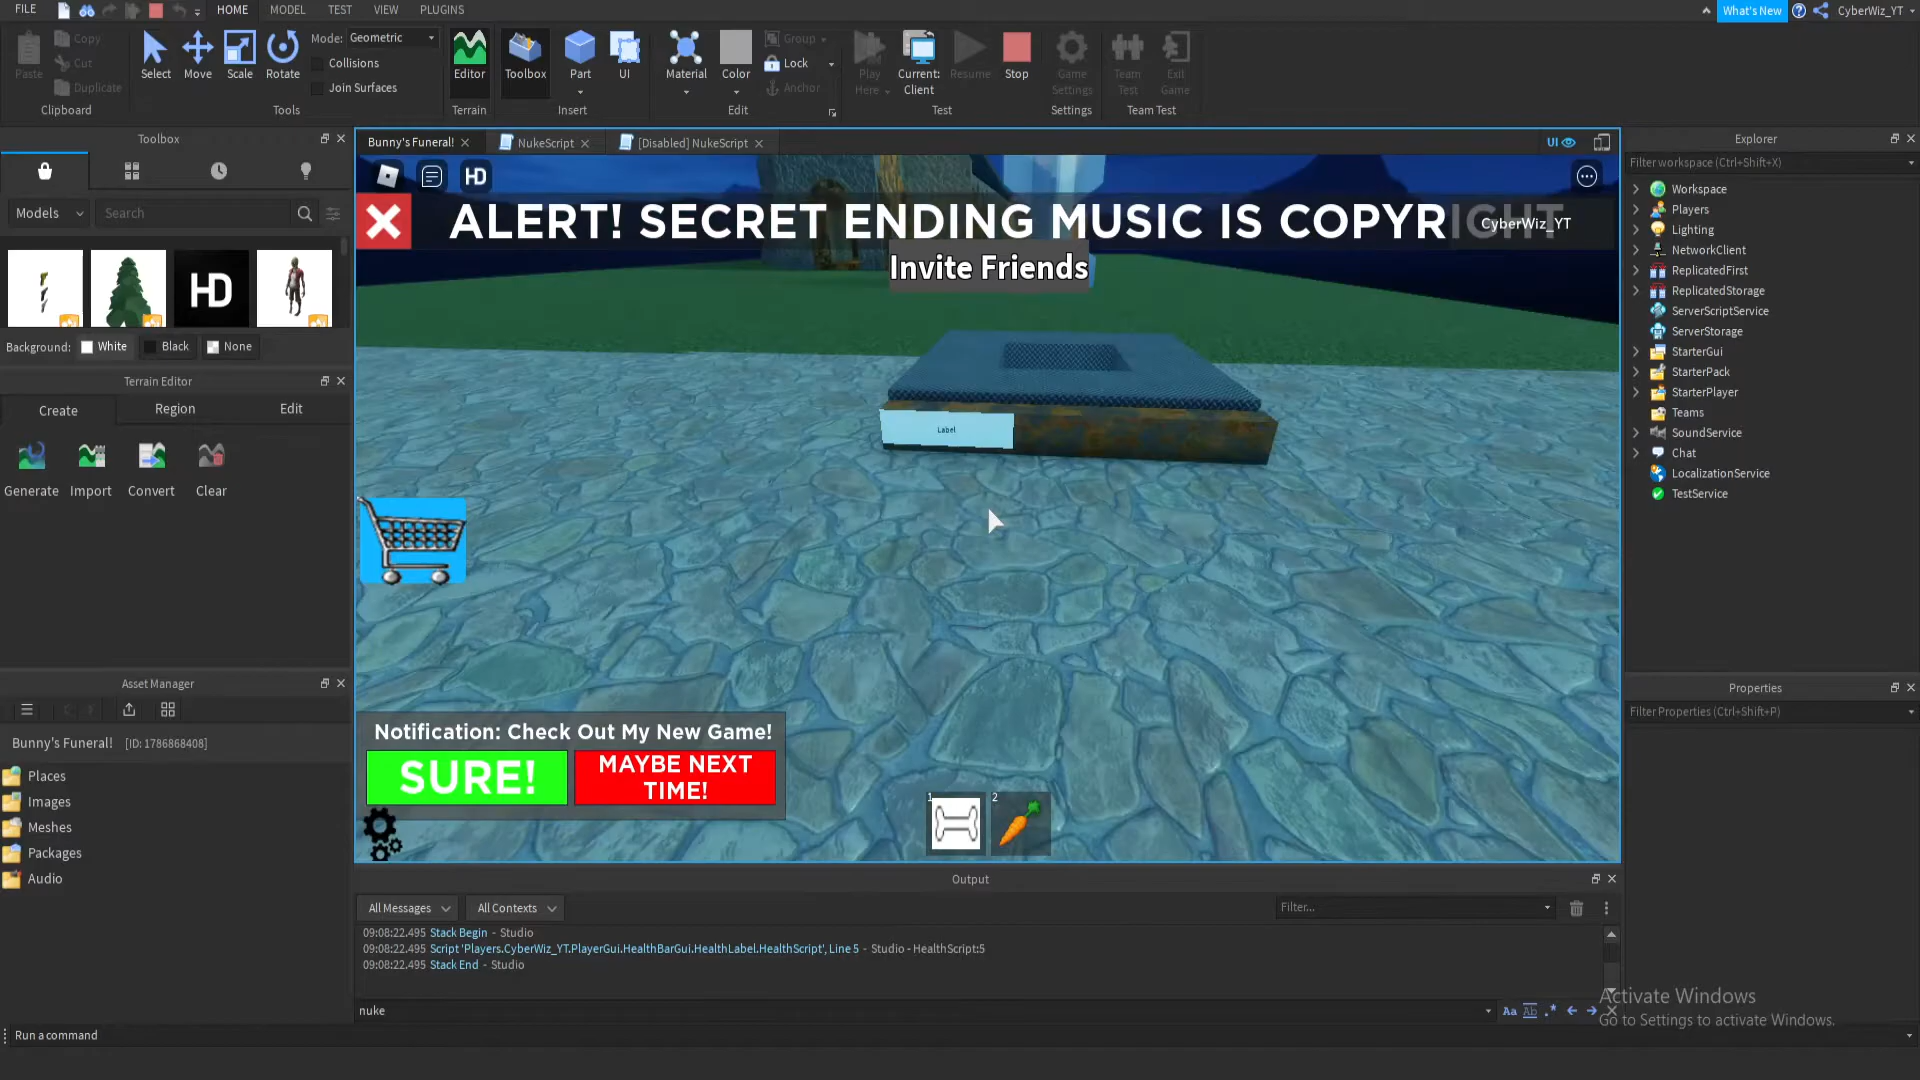 FILE HOME MODEL TEST VIEW PLUGINS What's New CyberWiz_YT
Paste Copy Cut Duplicate Clipboard
Select Move Scale Rotate Mode: Geometric Collisions Join Surfaces Tools
Editor Terrain
Toolbox Part UI Insert
Material Color Group Lock Anchor Edit
Play Here Current: Client Resume Stop Test
Game Settings Settings
Team Test Exit Game Team Test
Toolbox
Models Search
HD
Background: White Black None
Terrain Editor
Create Region Edit
Generate Import Convert Clear
Asset Manager
Bunny's Funeral! [ID: 1786868408]
Places
Images
Meshes
Packages
Audio
Bunny's Funeral! NukeScript [Disabled] NukeScript UI
HD
ALERT! SECRET ENDING MUSIC IS COPYRIGHT
CyberWiz_YT
Invite Friends
Label
Notification: Check Out My New Game!
SURE!
MAYBE NEXT
TIME!
1 2
Output
All Messages All Contexts Filter...
09:08:22.495 Stack Begin - Studio
09:08:22.495 Script 'Players.CyberWiz_YT.PlayerGui.HealthBarGui.HealthLabel.HealthScript', Line 5 - Studio - HealthScript:5
09:08:22.495 Stack End - Studio
nuke Aa Ab .*
Run a command
Explorer
Filter workspace (Ctrl+Shift+X)
Workspace
Players
Lighting
NetworkClient
ReplicatedFirst
ReplicatedStorage
ServerScriptService
ServerStorage
StarterGui
StarterPack
StarterPlayer
Teams
SoundService
Chat
LocalizationService
TestService
Properties
Filter Properties (Ctrl+Shift+P)
Activate Windows
Go to Settings to activate Windows.